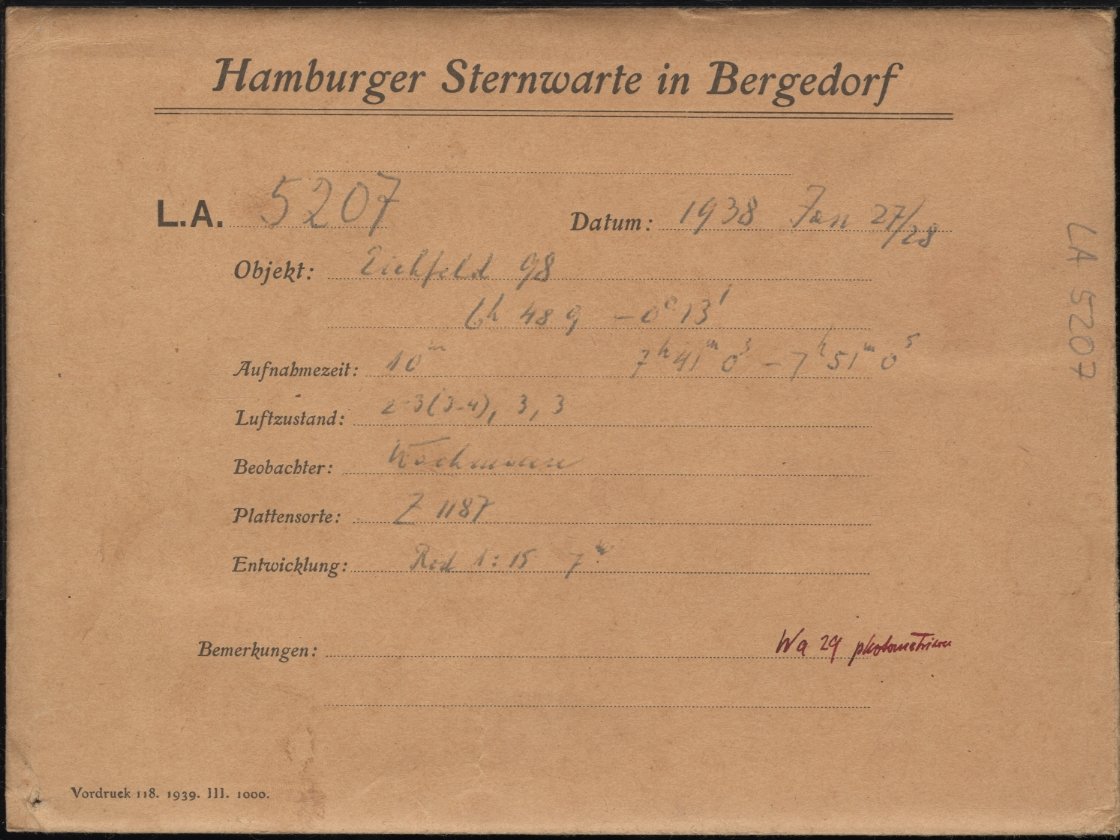 Hamburger Sternwarte in Bergedorf
L.A. 5207 Datum: 1938 Jan 27/28
Objekt: Eichfeld 98
6h 48 9 - 0° 13'
Aufnahmezeit: 10m 7h 41m 0s - 7h 51m 0s
Luftzustand: 2-3(3-4), 3, 3
Beobachter: Wachmann
Plattensorte: Z 1187
Entwicklung: Rod 1:15 7m
Bemerkungen: Wa 29 photometriert
Vordruck 118. 1939. III. 1000.
LA 5207